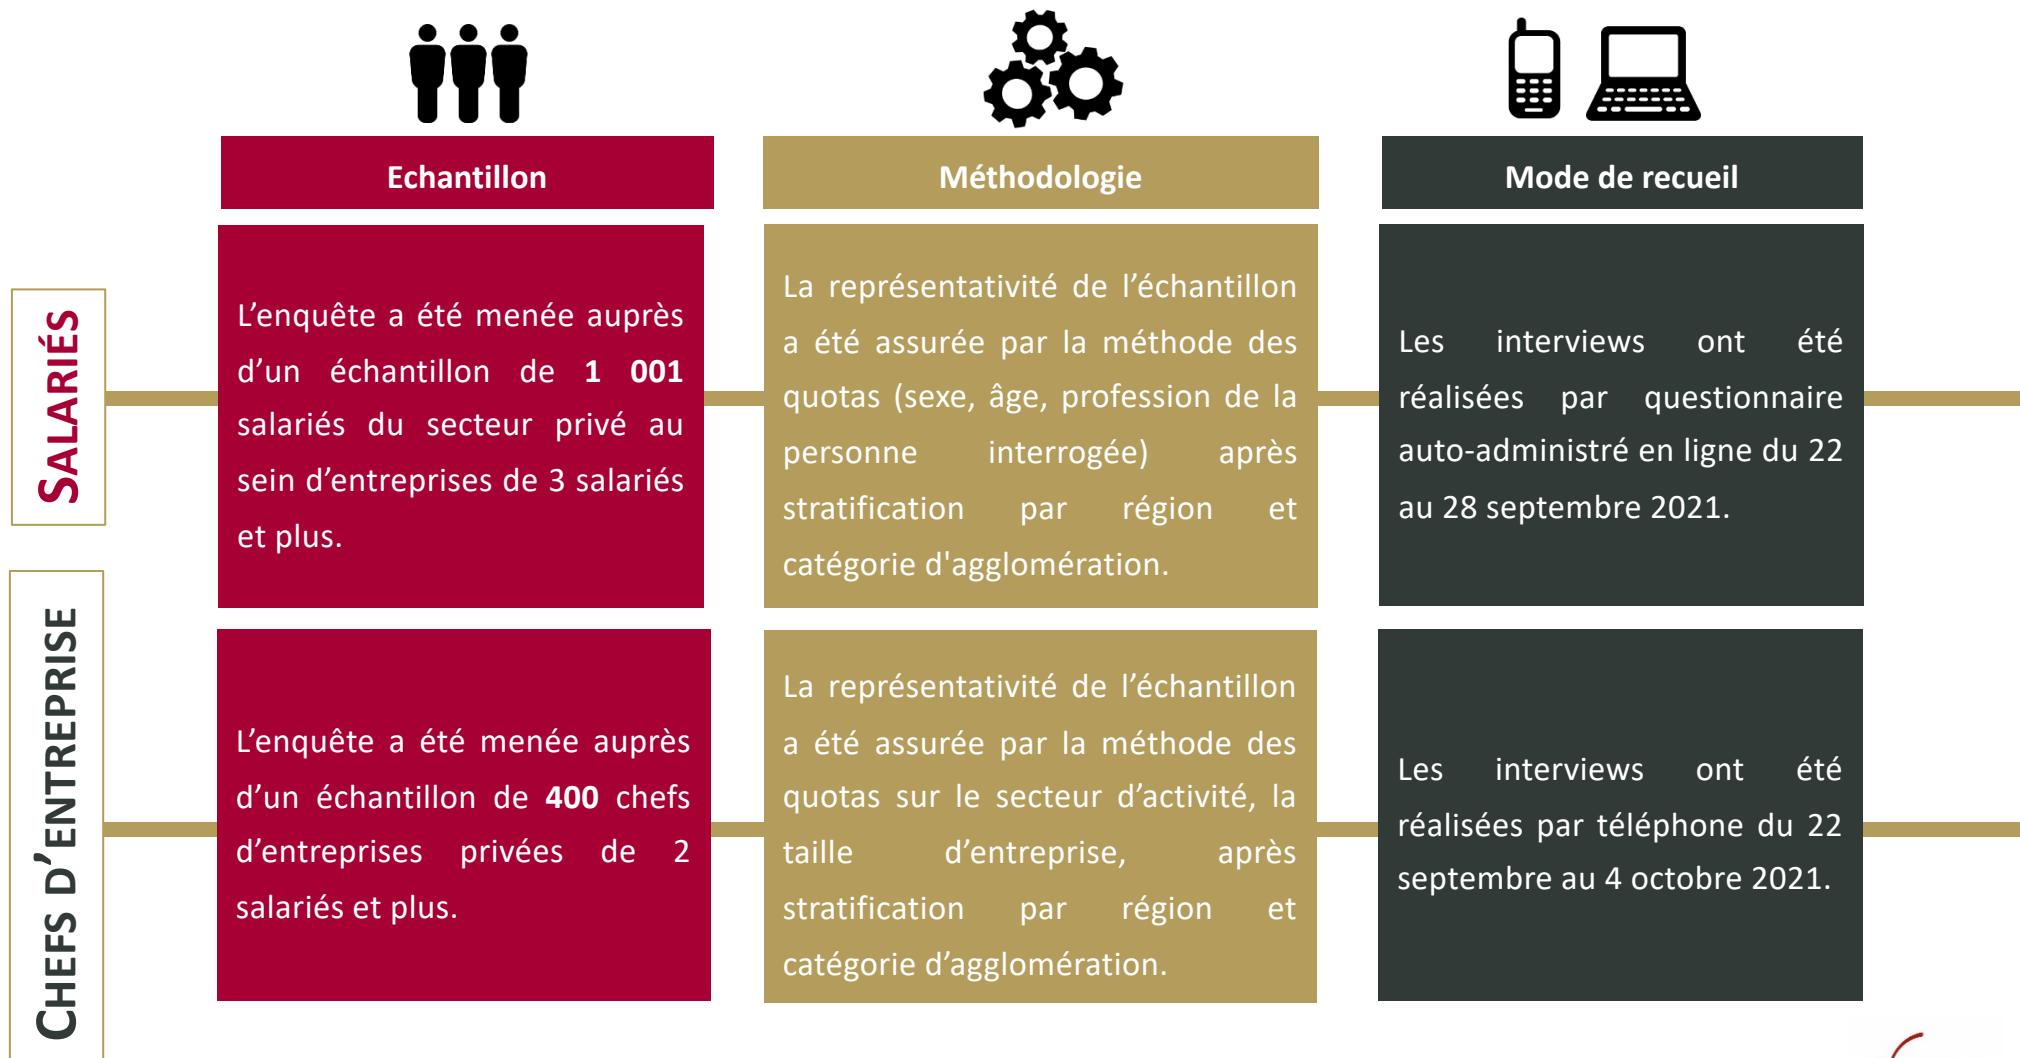 Echantillon
Méthodologie
Mode de recueil
SALARIÉS
L’enquête a été menée auprès
d’un échantillon de 1 001
salariés du secteur privé au
sein d’entreprises de 3 salariés
et plus.
La représentativité de l’échantillon
a été assurée par la méthode des
quotas (sexe, âge, profession de la
personne interrogée) après
stratification par région et
catégorie d'agglomération.
Les interviews ont été
réalisées par questionnaire
auto-administré en ligne du 22
au 28 septembre 2021.
CHEFS D’ENTREPRISE
L’enquête a été menée auprès
d’un échantillon de 400 chefs
d’entreprises privées de 2
salariés et plus.
La représentativité de l’échantillon
a été assurée par la méthode des
quotas sur le secteur d’activité, la
taille d’entreprise, après
stratification par région et
catégorie d’agglomération.
Les interviews ont été
réalisées par téléphone du 22
septembre au 4 octobre 2021.